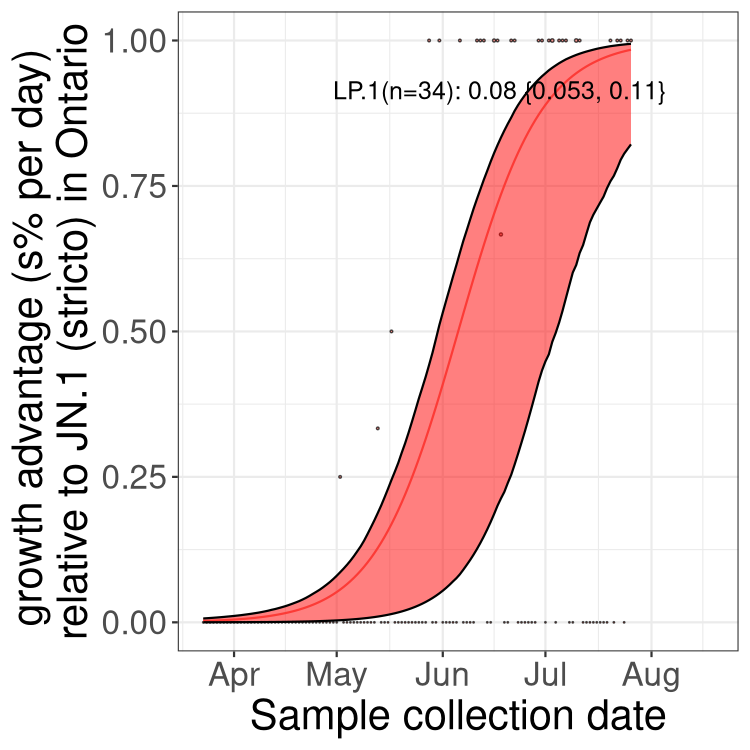 growth advantage (s% per day)
relative to JN.1 (stricto) in Ontario
1.00
0.75
0.50
0.25
0.00
LP.1(n=34): 0.08 {0.053, 0.11}
Apr May Jun Jul Aug
Sample collection date